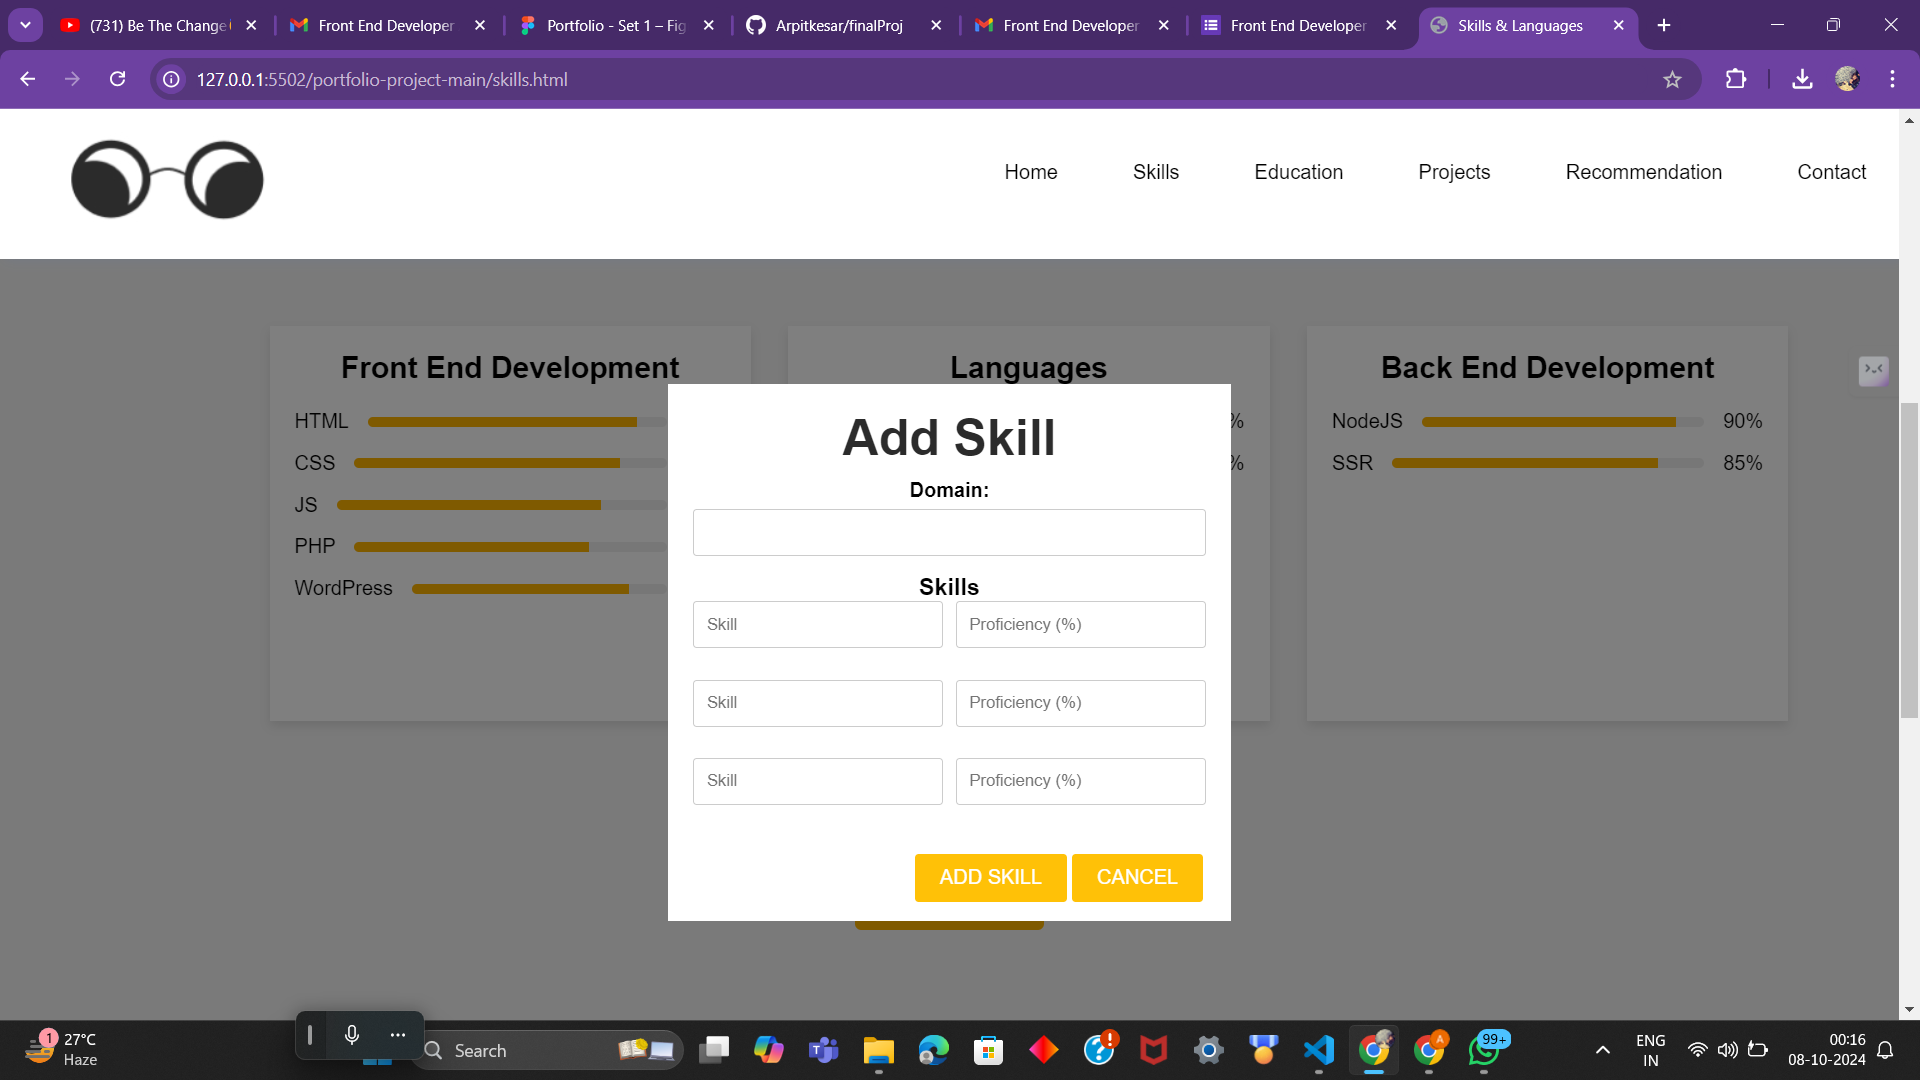 (731) Be The Change
Front End Developer
Portfolio - Set 1 – Fig
Arpitkesar/finalProj
Front End Developer
Front End Developer
Skills & Languages
127.0.0.1:5502/portfolio-project-main/skills.html
Home
Skills
Education
Projects
Recommendation
Contact
Front End Development
HTML
CSS
JS
PHP
WordPress
Languages
%
%
Back End Development
NodeJS 90%
SSR 85%
Add Skill
Domain:
Skills
Skill Proficiency (%)
Skill Proficiency (%)
Skill Proficiency (%)
ADD SKILL CANCEL
1
27°C
Haze
Search
A
99+
ENG
IN
00:16
08-10-2024